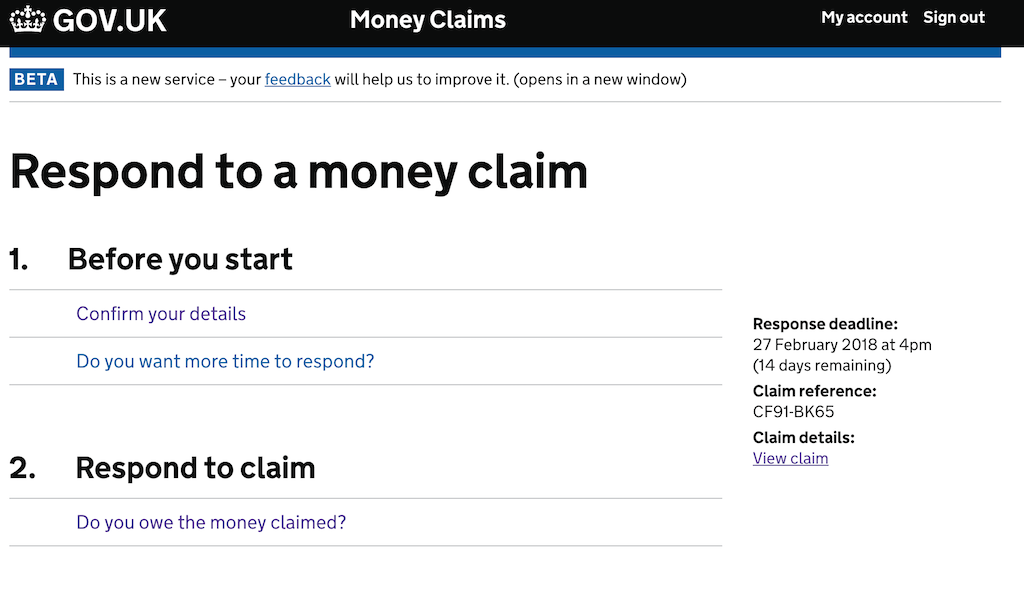 GOV.UK Money Claims My account Sign out
BETA This is a new service – your feedback will help us to improve it. (opens in a new window)
Respond to a money claim
1. Before you start
Confirm your details
Do you want more time to respond?
Response deadline:
27 February 2018 at 4pm
(14 days remaining)
Claim reference:
CF91-BK65
Claim details:
View claim
2. Respond to claim
Do you owe the money claimed?